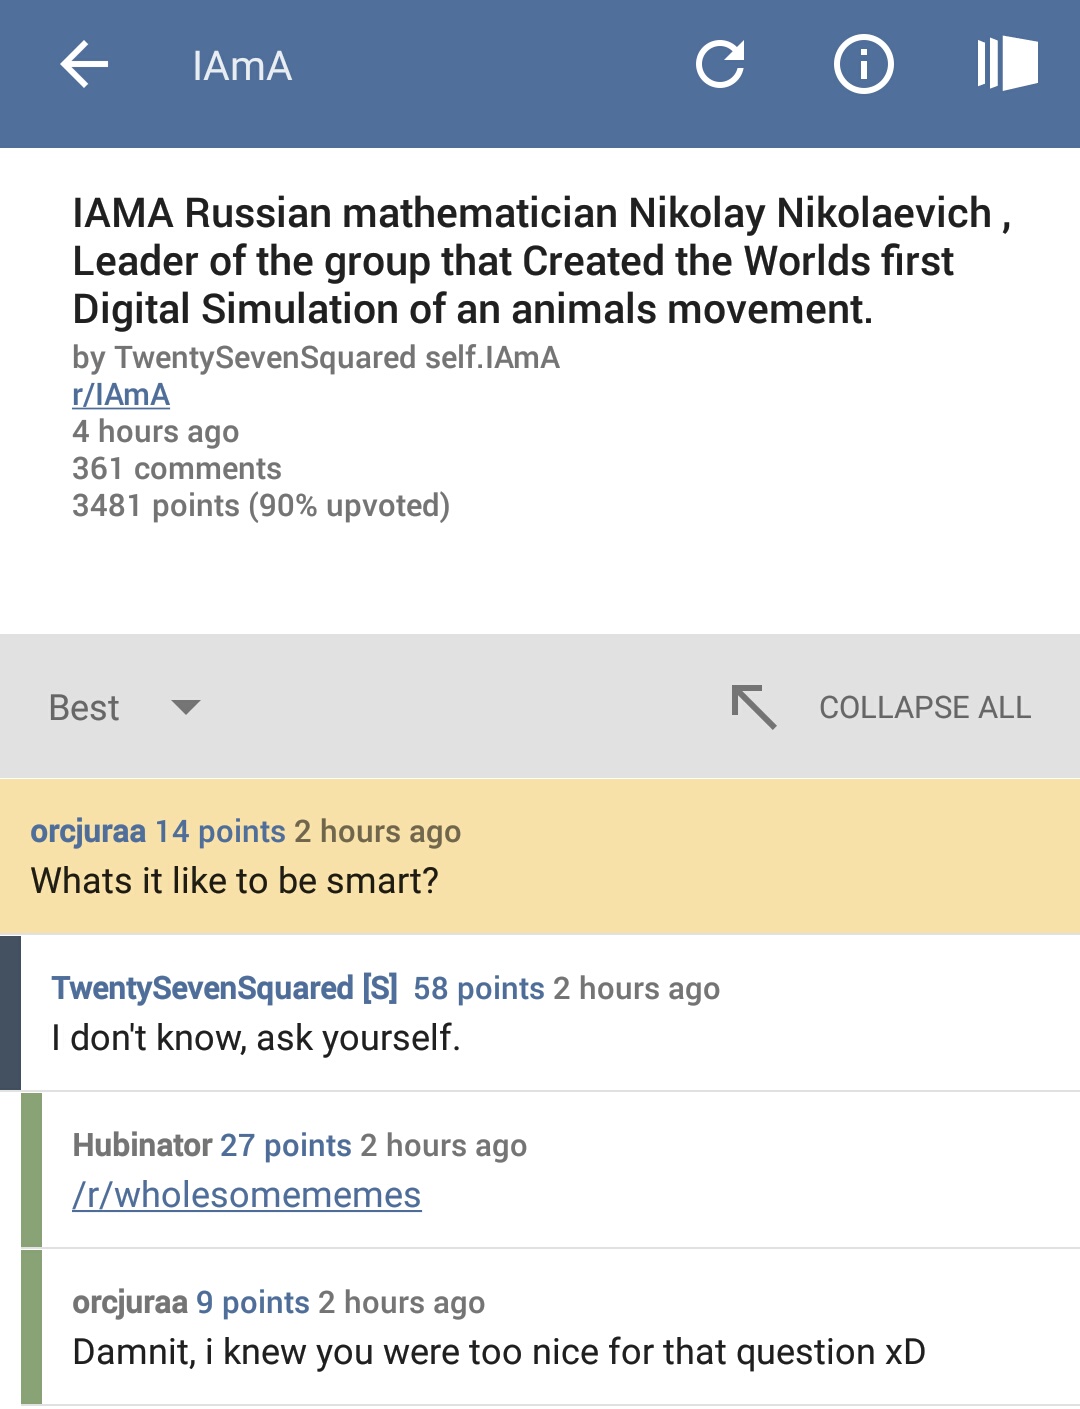 IAmA
IAMA Russian mathematician Nikolay Nikolaevich ,
Leader of the group that Created the Worlds first
Digital Simulation of an animals movement.
by TwentySevenSquared self.IAmA
r/IAmA
4 hours ago
361 comments
3481 points (90% upvoted)
Best
COLLAPSE ALL
orcjuraa 14 points 2 hours ago
Whats it like to be smart?
TwentySevenSquared [S] 58 points 2 hours ago
I don't know, ask yourself.
Hubinator 27 points 2 hours ago
/r/wholesomememes
orcjuraa 9 points 2 hours ago
Damnit, i knew you were too nice for that question xD